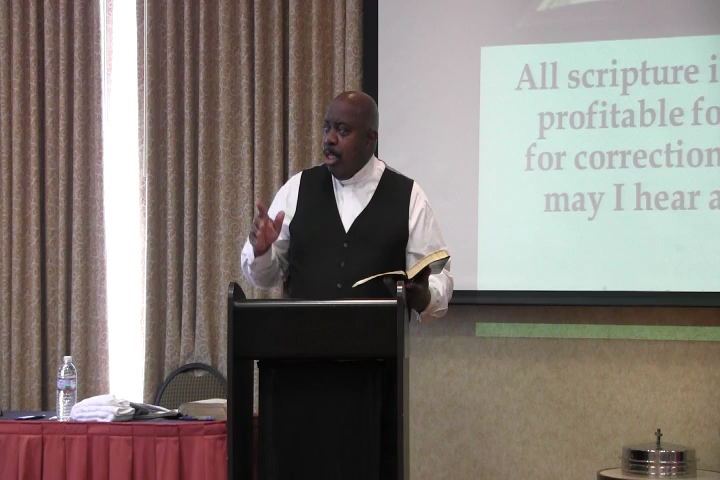 All scripture i
profitable fo
for correction
may I hear a